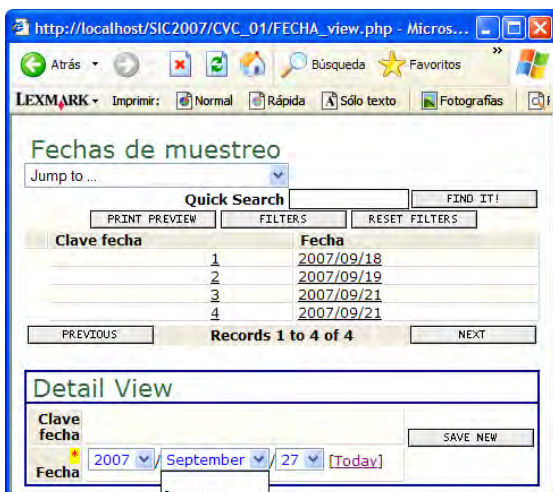 http://localhost/SIC2007/CVC_01/FECHA_view.php - Micros...
Atrás Búsqueda Favoritos »
LEXMARK Imprimir: Normal Rápida Sólo texto Fotografías
Fechas de muestreo
Jump to ...
Quick Search FIND IT!
PRINT PREVIEW FILTERS RESET FILTERS
Clave fecha Fecha
1 2007/09/18
2 2007/09/19
3 2007/09/21
4 2007/09/21
PREVIOUS Records 1 to 4 of 4 NEXT
Detail View
Clave
fecha
SAVE NEW
*
Fecha 2007 / September / 27 [Today]